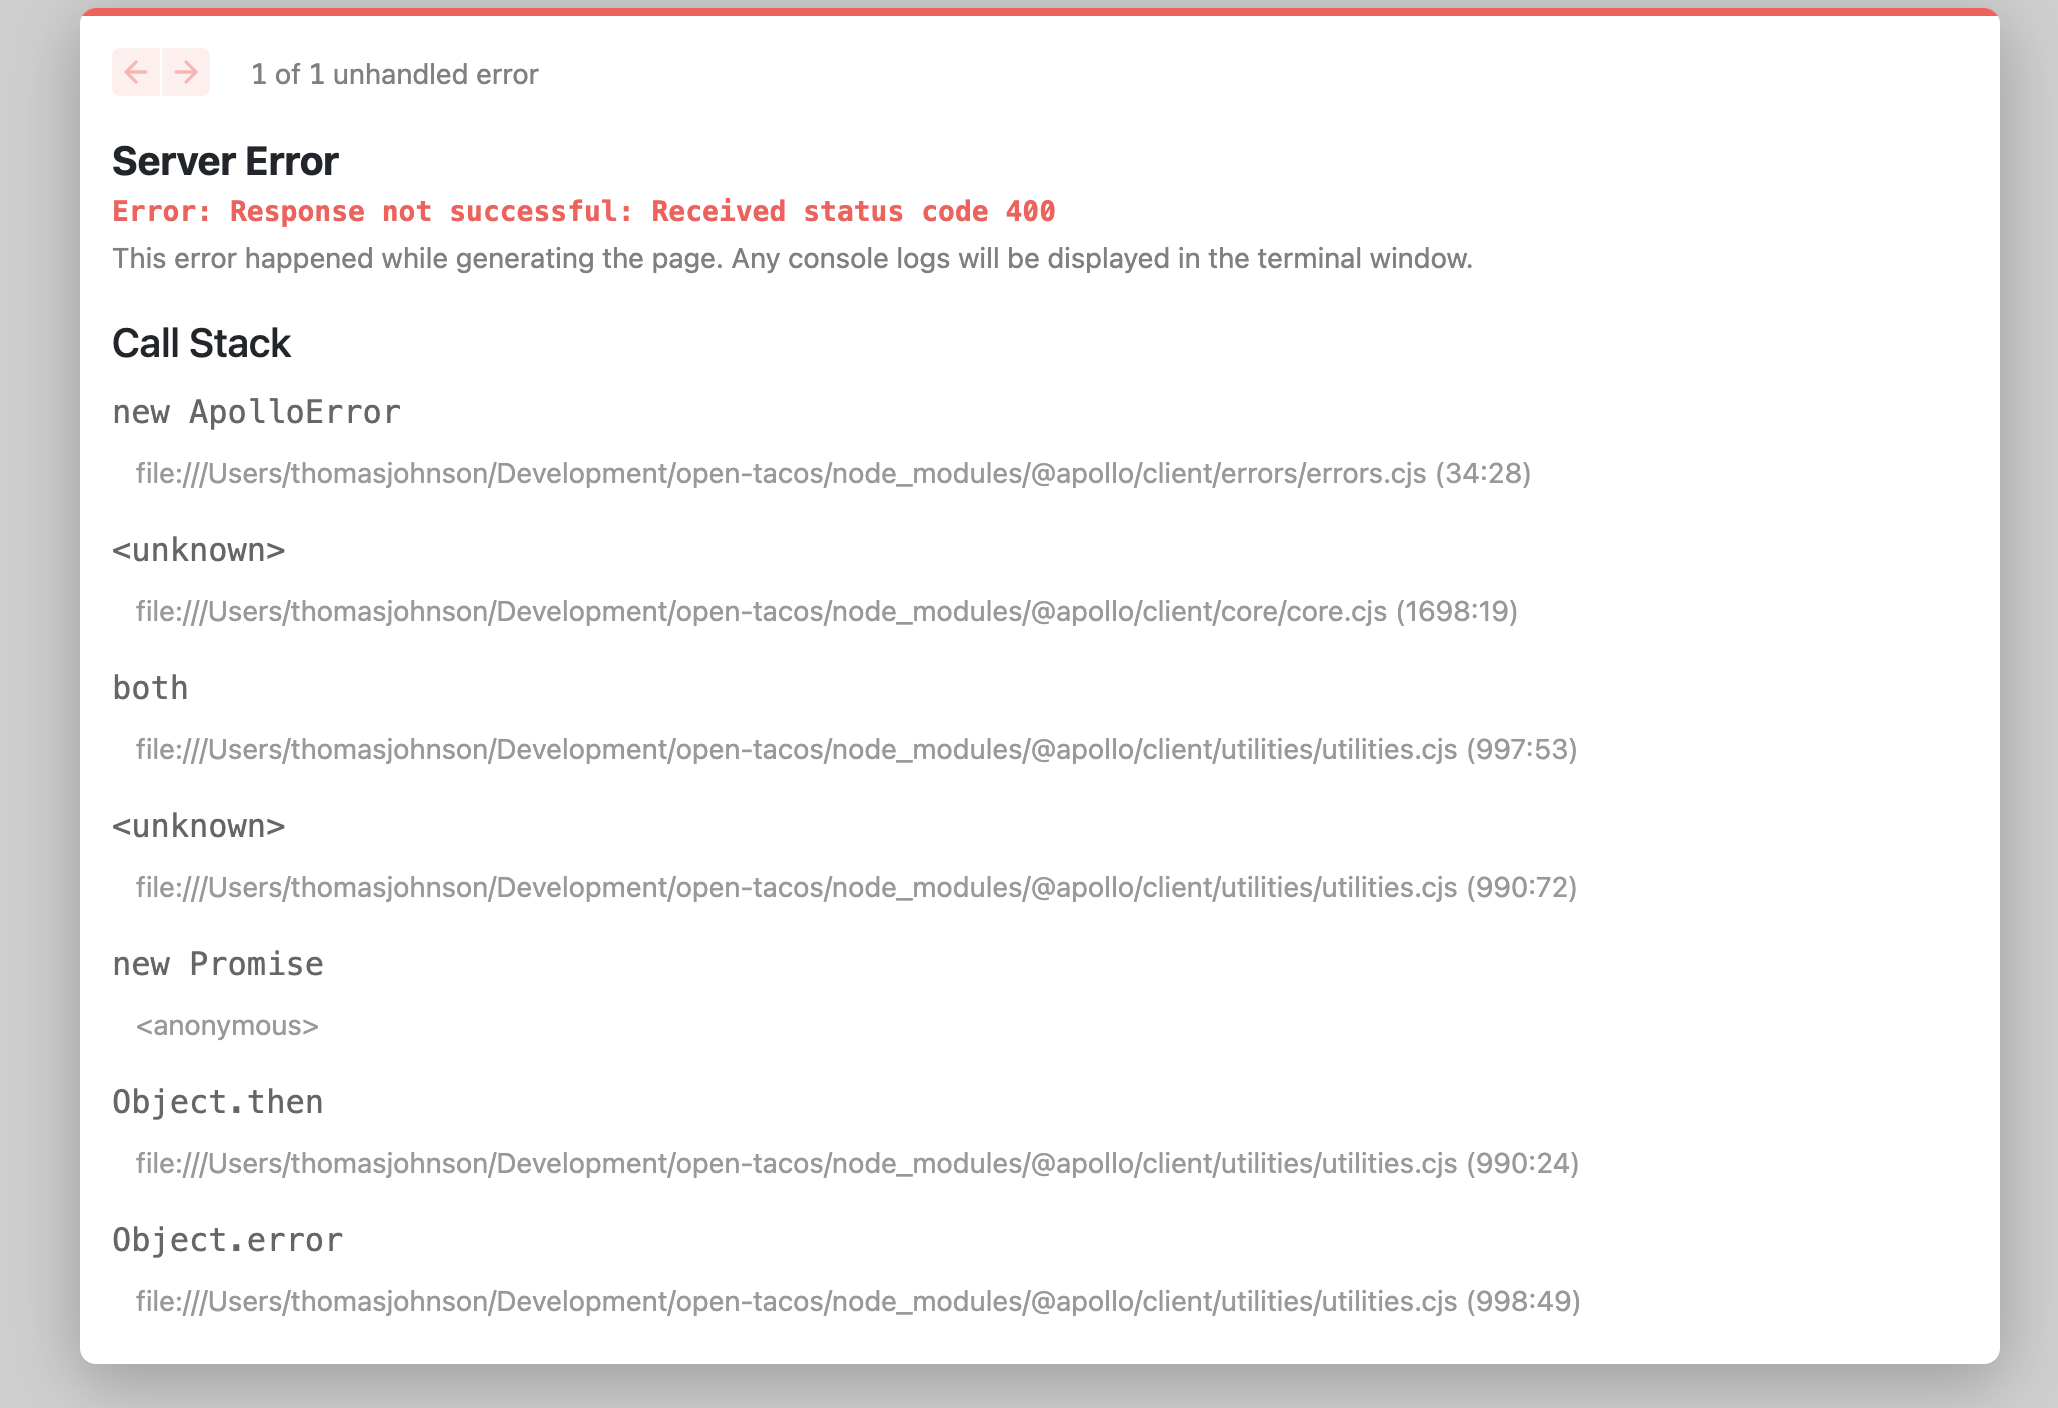 1 of 1 unhandled error
Server Error
Error: Response not successful: Received status code 400
This error happened while generating the page. Any console logs will be displayed in the terminal window.
Call Stack
new ApolloError
file:///Users/thomasjohnson/Development/open-tacos/node_modules/@apollo/client/errors/errors.cjs (34:28)
<unknown>
file:///Users/thomasjohnson/Development/open-tacos/node_modules/@apollo/client/core/core.cjs (1698:19)
both
file:///Users/thomasjohnson/Development/open-tacos/node_modules/@apollo/client/utilities/utilities.cjs (997:53)
<unknown>
file:///Users/thomasjohnson/Development/open-tacos/node_modules/@apollo/client/utilities/utilities.cjs (990:72)
new Promise
<anonymous>
Object.then
file:///Users/thomasjohnson/Development/open-tacos/node_modules/@apollo/client/utilities/utilities.cjs (990:24)
Object.error
file:///Users/thomasjohnson/Development/open-tacos/node_modules/@apollo/client/utilities/utilities.cjs (998:49)